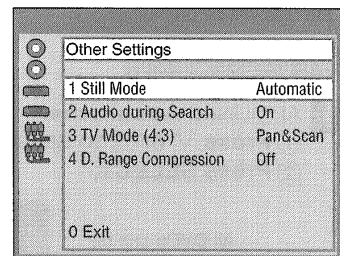 Other Settings
1 Still Mode Automatic
2 Audio during Search On
3 TV Mode (4:3) Pan&Scan
4 D. Range Compression Off
0 Exit